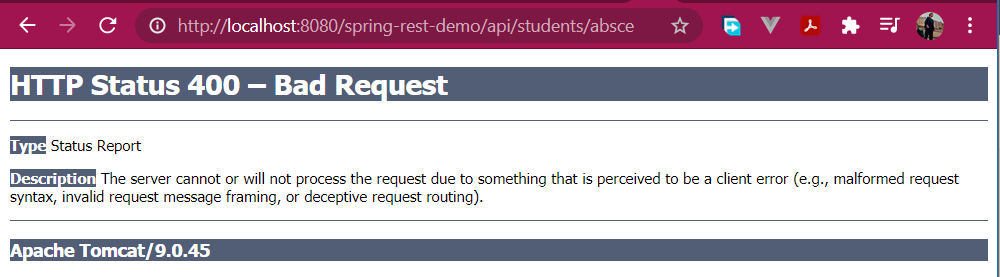 http://localhost:8080/spring-rest-demo/api/students/absce
HTTP Status 400 – Bad Request
Type Status Report
Description The server cannot or will not process the request due to something that is perceived to be a client error (e.g., malformed request
syntax, invalid request message framing, or deceptive request routing).
Apache Tomcat/9.0.45